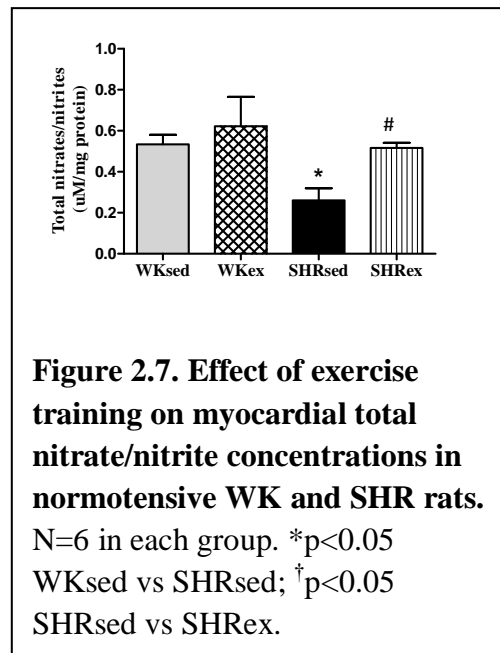 Total nitrates/nitrites
(uM/mg protein)
1.0
0.8
0.6
0.4
0.2
0.0
*
#
WKsed WKex SHRsed SHRex
Figure 2.7. Effect of exercise
training on myocardial total
nitrate/nitrite concentrations in
normotensive WK and SHR rats.
N=6 in each group. *p<0.05
WKsed vs SHRsed; †p<0.05
SHRsed vs SHRex.